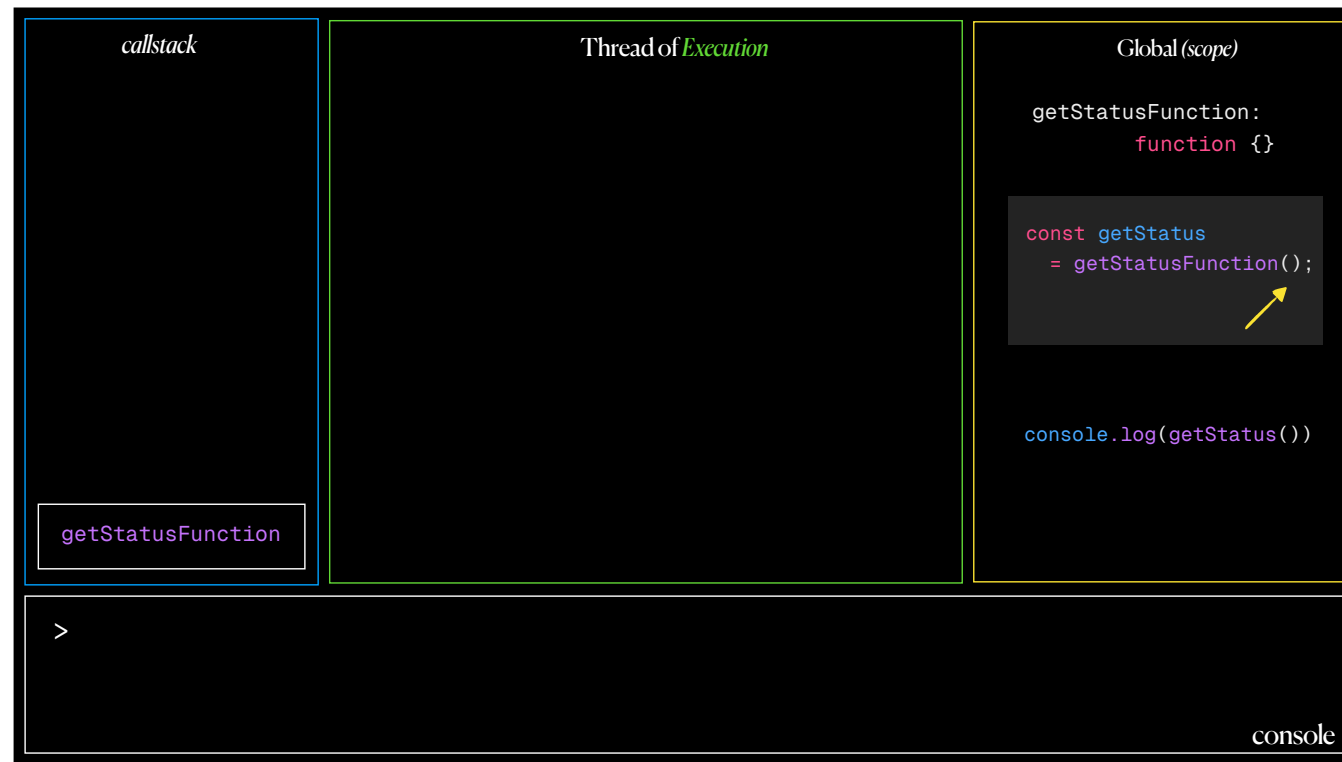 callstack
Thread of Execution
Global (scope)
getStatusFunction:
function {}
const getStatus
= getStatusFunction();
console.log(getStatus())
getStatusFunction
>
console